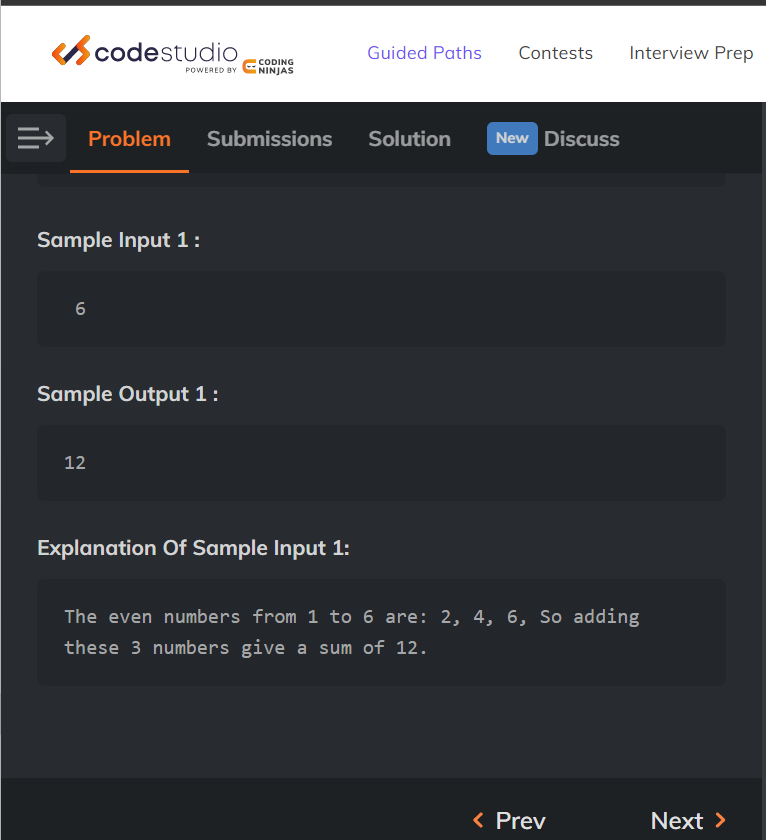 codestudio
POWERED BY CODING NINJAS
Guided Paths Contests Interview Prep
Problem Submissions Solution New Discuss
Sample Input 1 :
6
Sample Output 1 :
12
Explanation Of Sample Input 1:
The even numbers from 1 to 6 are: 2, 4, 6, So adding
these 3 numbers give a sum of 12.
Prev Next